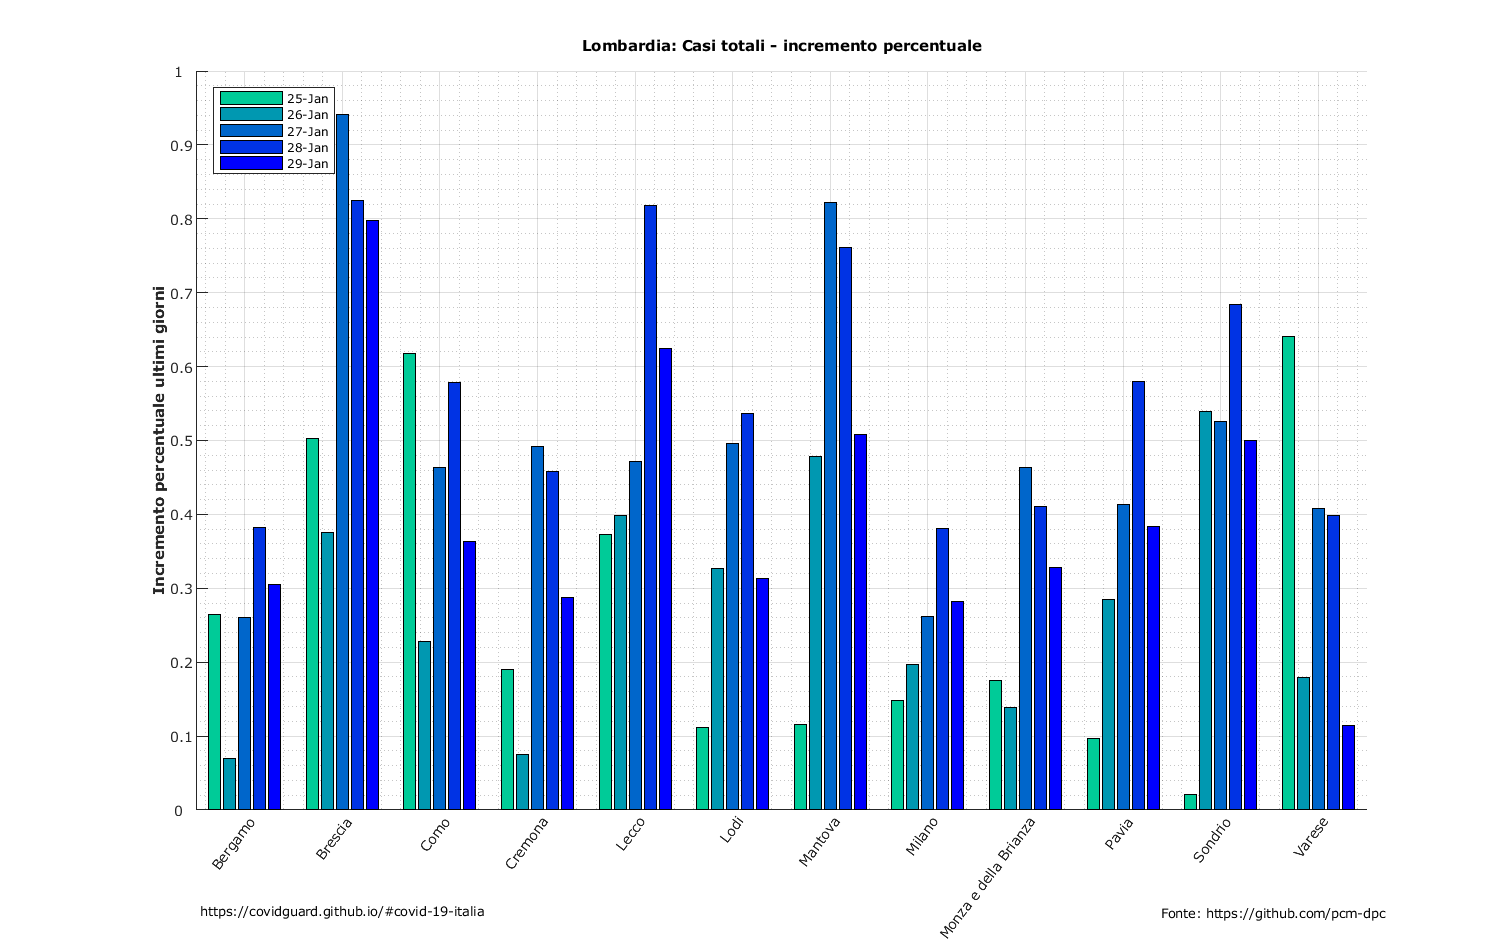 Lombardia: Casi totali - incremento percentuale
1
0.9
0.8
0.7
0.6
0.5
0.4
0.3
0.2
0.1
0
Incremento percentuale ultimi giorni
25-Jan
26-Jan
27-Jan
28-Jan
29-Jan
Bergamo
Brescia
Como
Cremona
Lecco
Lodi
Mantova
Milano
Monza e della Brianza
Pavia
Sondrio
Varese
https://covidguard.github.io/#covid-19-italia
Fonte: https://github.com/pcm-dpc